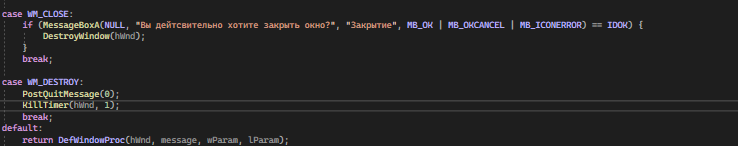 case WM_CLOSE:
if (MessageBoxA(NULL, "Вы дейтсвительно хотите закрыть окно?", "Закрытие", MB_OK | MB_OKCANCEL | MB_ICONERROR) == IDOK) {
DestroyWindow(hWnd);
}
break;
case WM_DESTROY:
PostQuitMessage(0);
KillTimer(hWnd, 1);
break;
default:
return DefWindowProc(hWnd, message, wParam, lParam);